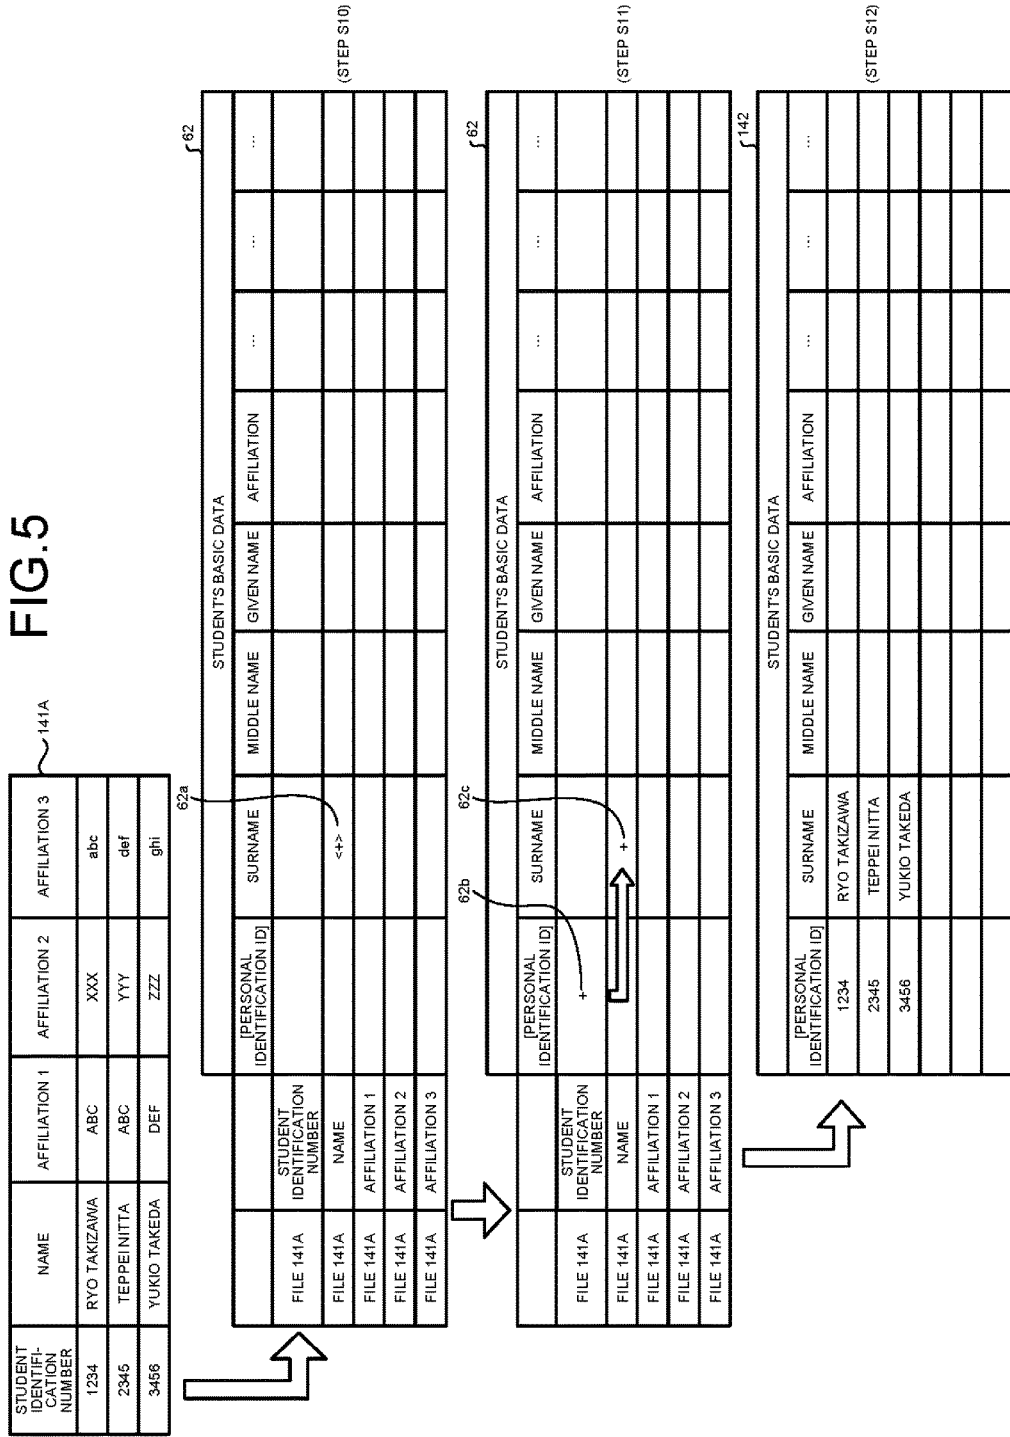 FIG.5
141A
STUDENT IDENTIFI- CATION NUMBER NAME AFFILIATION 1 AFFILIATION 2 AFFILIATION 3
1234 RYO TAKIZAWA ABC XXX abc
2345 TEPPEI NITTA ABC YYY def
3456 YUKIO TAKEDA DEF ZZZ ghi
62
STUDENT'S BASIC DATA
[PERSONAL IDENTIFICATION ID] SURNAME MIDDLE NAME GIVEN NAME AFFILIATION ... ... ...
62a
FILE 141A STUDENT IDENTIFICATION NUMBER
FILE 141A NAME <+>
FILE 141A AFFILIATION 1
FILE 141A AFFILIATION 2
FILE 141A AFFILIATION 3
(STEP S10)
62
STUDENT'S BASIC DATA
[PERSONAL IDENTIFICATION ID] SURNAME MIDDLE NAME GIVEN NAME AFFILIATION ... ... ...
62b 62c
FILE 141A STUDENT IDENTIFICATION NUMBER +
FILE 141A NAME +
FILE 141A AFFILIATION 1
FILE 141A AFFILIATION 2
FILE 141A AFFILIATION 3
(STEP S11)
142
STUDENT'S BASIC DATA
[PERSONAL IDENTIFICATION ID] SURNAME MIDDLE NAME GIVEN NAME AFFILIATION ... ... ...
1234 RYO TAKIZAWA
2345 TEPPEI NITTA
3456 YUKIO TAKEDA
(STEP S12)